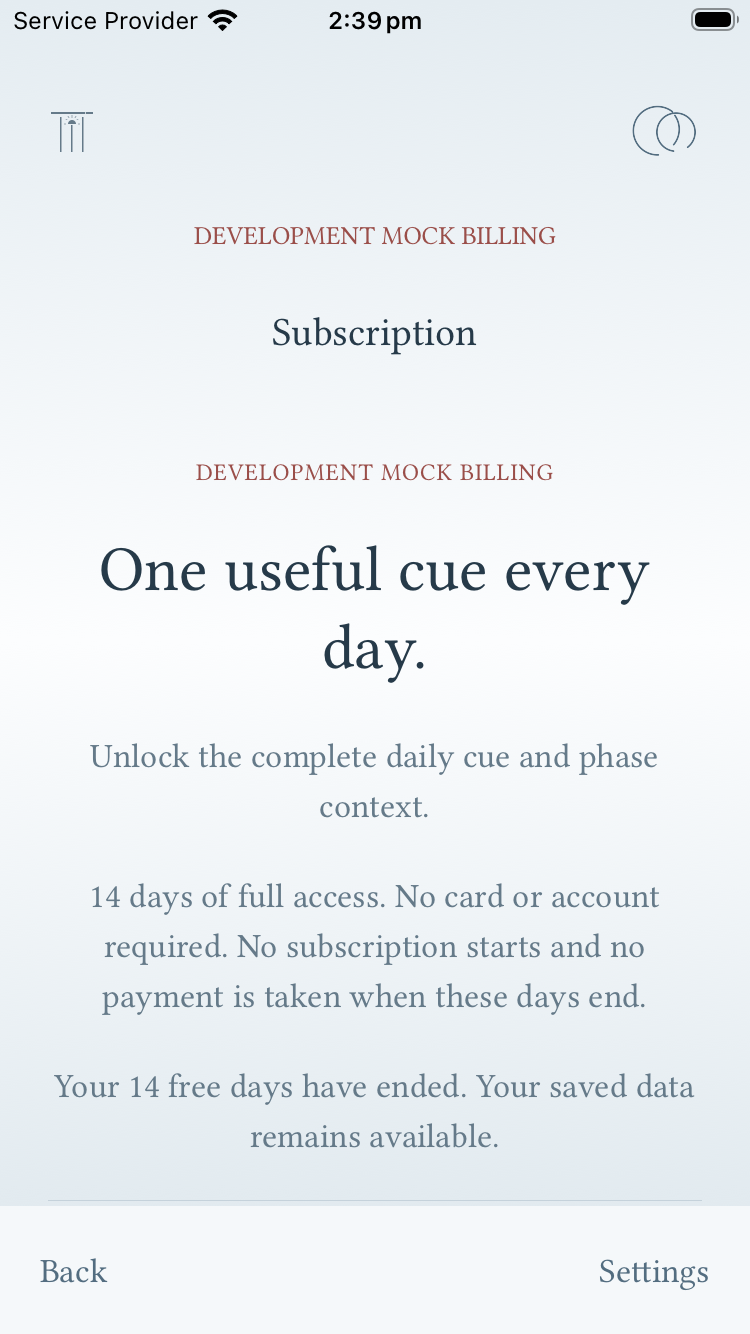 Service Provider 2:39 pm
DEVELOPMENT MOCK BILLING
Subscription
DEVELOPMENT MOCK BILLING
One useful cue every
day.
Unlock the complete daily cue and phase
context.
14 days of full access. No card or account
required. No subscription starts and no
payment is taken when these days end.
Your 14 free days have ended. Your saved data
remains available.
Back Settings